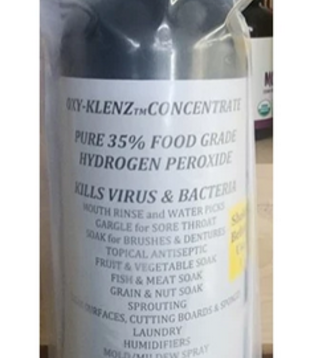 OXY-KLENZ™CONCENTRATE
PURE 35% FOOD GRADE
HYDROGEN PEROXIDE
KILLS VIRUS & BACTERIA
MOUTH RINSE and WATER PICKS
GARGLE for SORE THROAT
SOAK for BRUSHES & DENTURES
TOPICAL ANTISEPTIC
FRUIT & VEGETABLE SOAK
FISH & MEAT SOAK
GRAIN & NUT SOAK
SPROUTING
SURFACES, CUTTING BOARDS &
LAUNDRY
HUMIDIFIERS
MOLD/MILDEW SPRAY